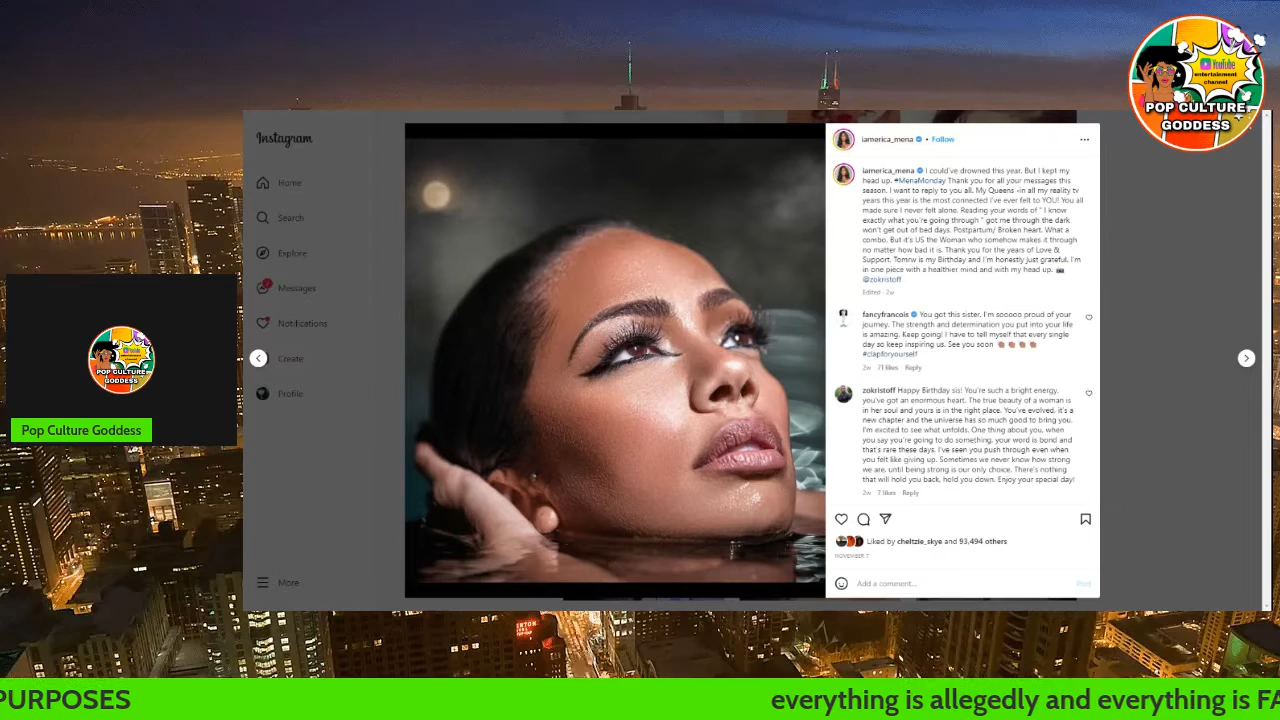 YouTube
entertainment
channel
POP CULTURE
GODDESS
Instagram
Home
Search
Explore
Messages
Notifications
Create
Profile
More
POP CULTURE
GODDESS
Pop Culture Goddess
iamerica_mena • Follow
iamerica_mena I could've drowned this year. But I kept my
head up. #MenaMonday Thank you for all your messages this
season. I want to reply to you all. My Queens -in all my reality tv
years this year is the most connected I've ever felt to YOU! You all
made sure I never felt alone. Reading your words of " I know
exactly what you're going through " got me through the dark
won't get out of bed days. Postpartum/ Broken heart. What a
combo. But it's US the Woman who somehow makes it through
no matter how bad it is. Thank you for the years of Love &
Support. Tomrw is my Birthday and I'm honestly just grateful. I'm
in one piece with a healthier mind and with my head up. 📷
@zokristoff
Edited · 2w
fancyfrancois You got this sister. I'm sooooo proud of your
journey. The strength and determination you put into your life
is amazing. Keep going! I have to tell myself that every single
day so keep inspiring us. See you soon 👏🏽 👏🏽 👏🏽 👏🏽
#clapforyourself
2w 71 likes Reply
zokristoff Happy Birthday sis! You're such a bright energy,
you've got an enormous heart. The true beauty of a woman is
in her soul and yours is in the right place. You've evolved, it's a
new chapter and the universe has so much good to bring you.
I'm excited to see what unfolds. One thing about you, when
you say you're going to do something, your word is bond and
that's rare these days. I've seen you push through even when
you felt like giving up. Sometimes we never know how strong
we are, until being strong is our only choice. There's nothing
that will hold you back, hold you down. Enjoy your special day!
2w 7 likes Reply
Liked by cheltzie_skye and 93,494 others
NOVEMBER 7
Add a comment...
Post
PURPOSES
everything is allegedly and everything is FA